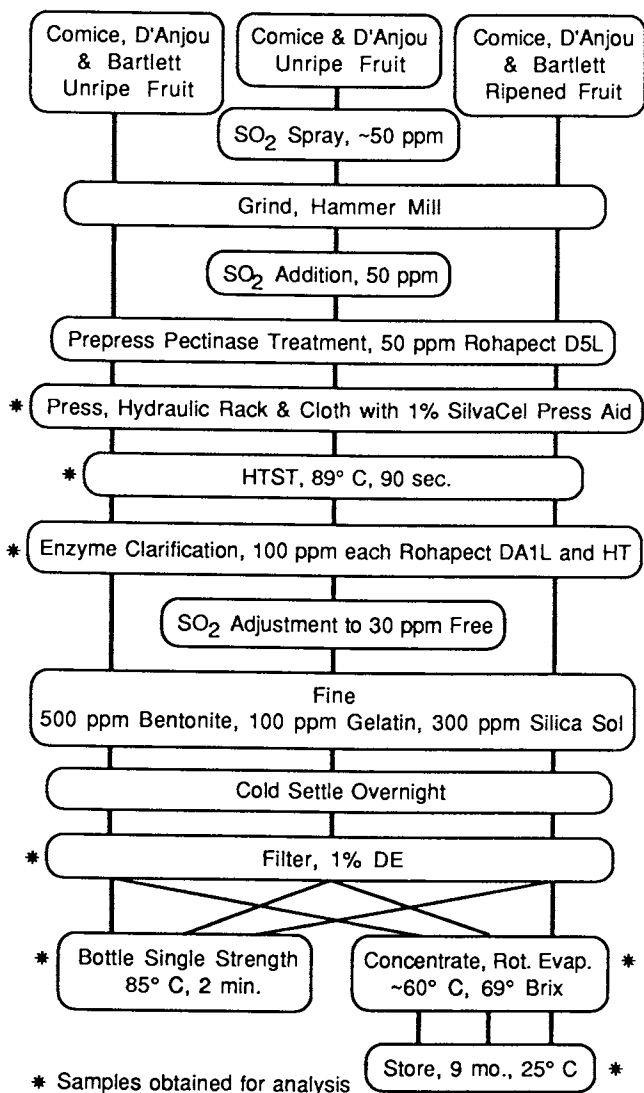 Comice, D'Anjou
& Bartlett
Unripe Fruit
Comice & D'Anjou
Unripe Fruit
Comice, D'Anjou
& Bartlett
Ripened Fruit
SO2 Spray, ~50 ppm
Grind, Hammer Mill
SO2 Addition, 50 ppm
Prepress Pectinase Treatment, 50 ppm Rohapect D5L
* Press, Hydraulic Rack & Cloth with 1% SilvaCel Press Aid
* HTST, 89° C, 90 sec.
* Enzyme Clarification, 100 ppm each Rohapect DA1L and HT
SO2 Adjustment to 30 ppm Free
Fine
500 ppm Bentonite, 100 ppm Gelatin, 300 ppm Silica Sol
Cold Settle Overnight
* Filter, 1% DE
* Bottle Single Strength
85° C, 2 min.
Concentrate, Rot. Evap. *
~60° C, 69° Brix
Store, 9 mo., 25° C *
* Samples obtained for analysis